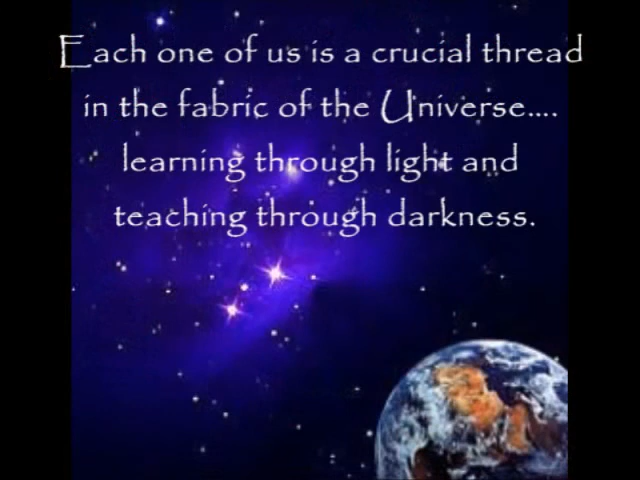 Each one of us is a crucial thread
in the fabric of the Universe....
learning through light and
teaching through darkness.